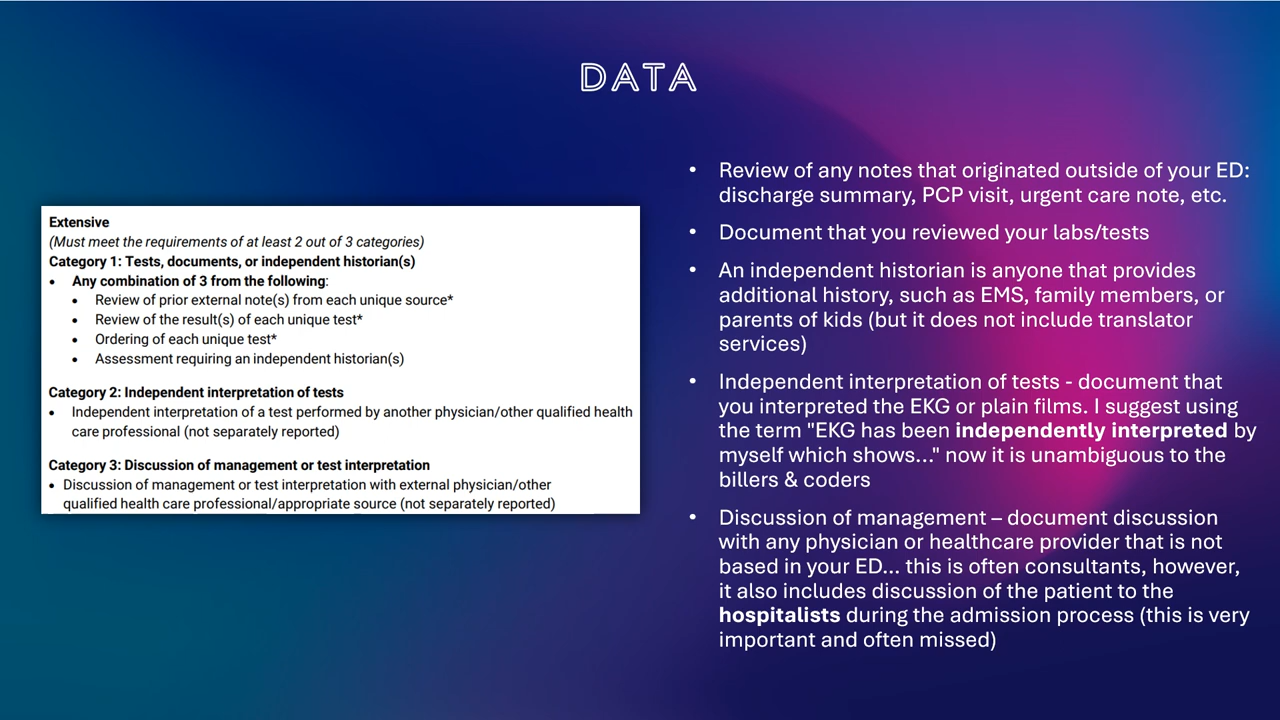 DATA
Extensive
(Must meet the requirements of at least 2 out of 3 categories)
Category 1: Tests, documents, or independent historian(s)
• Any combination of 3 from the following:
• Review of prior external note(s) from each unique source*
• Review of the result(s) of each unique test*
• Ordering of each unique test*
• Assessment requiring an independent historian(s)
Category 2: Independent interpretation of tests
• Independent interpretation of a test performed by another physician/other qualified health
care professional (not separately reported)
Category 3: Discussion of management or test interpretation
• Discussion of management or test interpretation with external physician/other
qualified health care professional/appropriate source (not separately reported)
• Review of any notes that originated outside of your ED:
discharge summary, PCP visit, urgent care note, etc.
• Document that you reviewed your labs/tests
• An independent historian is anyone that provides
additional history, such as EMS, family members, or
parents of kids (but it does not include translator
services)
• Independent interpretation of tests - document that
you interpreted the EKG or plain films. I suggest using
the term "EKG has been independently interpreted by
myself which shows..." now it is unambiguous to the
billers & coders
• Discussion of management – document discussion
with any physician or healthcare provider that is not
based in your ED... this is often consultants, however,
it also includes discussion of the patient to the
hospitalists during the admission process (this is very
important and often missed)